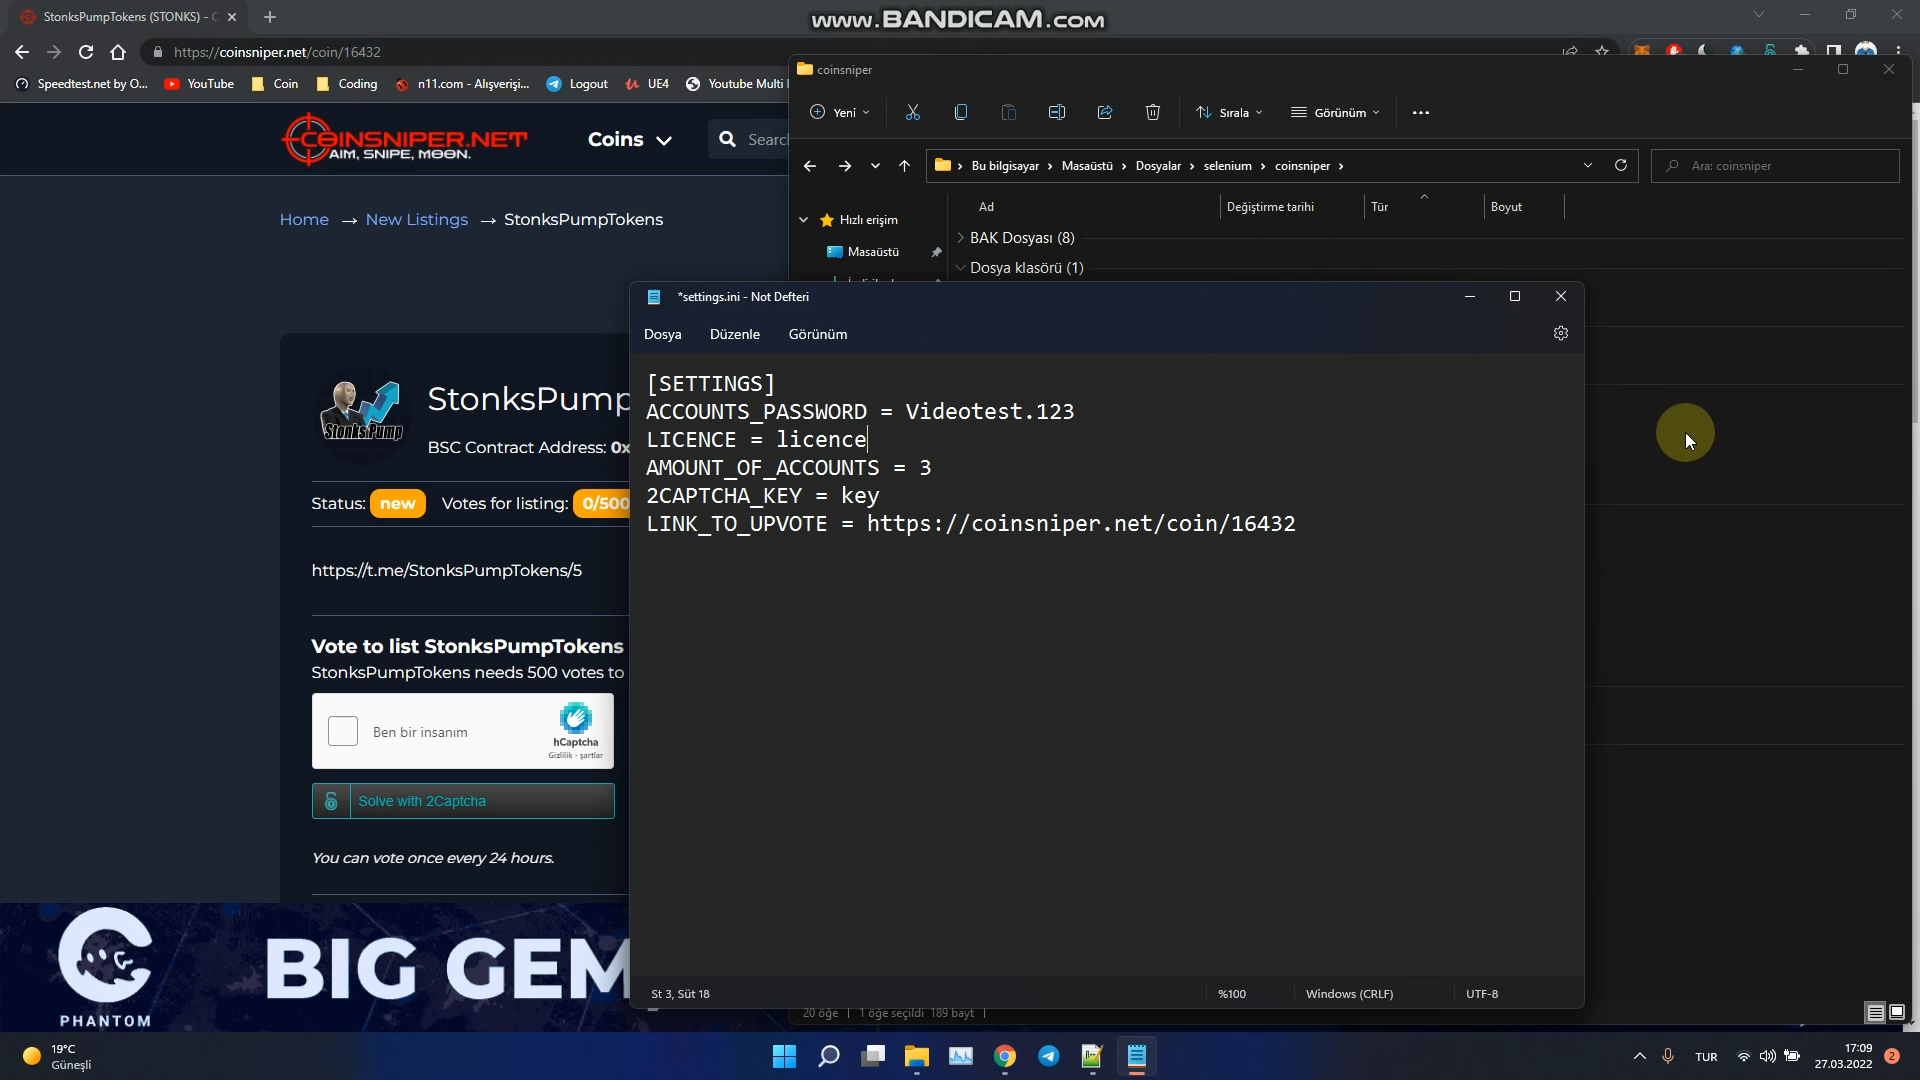 StonksPumpTokens (STONKS) - C
www.BANDICAM.com
https://coinsniper.net/coin/16432
Speedtest.net by O...
YouTube
Coin
Coding
n11.com - Alışverişi...
Logout
UE4
Youtube Multi
COINSNIPER.NET
AIM, SNIPE, MOON.
Coins
Searc
Home → New Listings → StonksPumpTokens
StonksPump
StonksPump
BSC Contract Address: 0x
Status: new Votes for listing: 0/500
https://t.me/StonksPumpTokens/5
Vote to list StonksPumpTokens
StonksPumpTokens needs 500 votes to
Ben bir insanım
hCaptcha
Gizlilik - şartlar
Solve with 2Captcha
You can vote once every 24 hours.
PHANTOM
BIG GEM
coinsniper
Yeni
Sırala
Görünüm
Bu bilgisayar > Masaüstü > Dosyalar > selenium > coinsniper >
Ara: coinsniper
Hızlı erişim
Masaüstü
Ad
Değiştirme tarihi
Tür
Boyut
BAK Dosyası (8)
Dosya klasörü (1)
*settings.ini - Not Defteri
Dosya
Düzenle
Görünüm
[SETTINGS]
ACCOUNTS_PASSWORD = Videotest.123
LICENCE = licence
AMOUNT_OF_ACCOUNTS = 3
2CAPTCHA_KEY = key
LINK_TO_UPVOTE = https://coinsniper.net/coin/16432
St 3, Süt 18
%100
Windows (CRLF)
UTF-8
20 öğe
1 öğe seçildi 189 bayt
19°C
Güneşli
TUR
17:09
27.03.2022
2